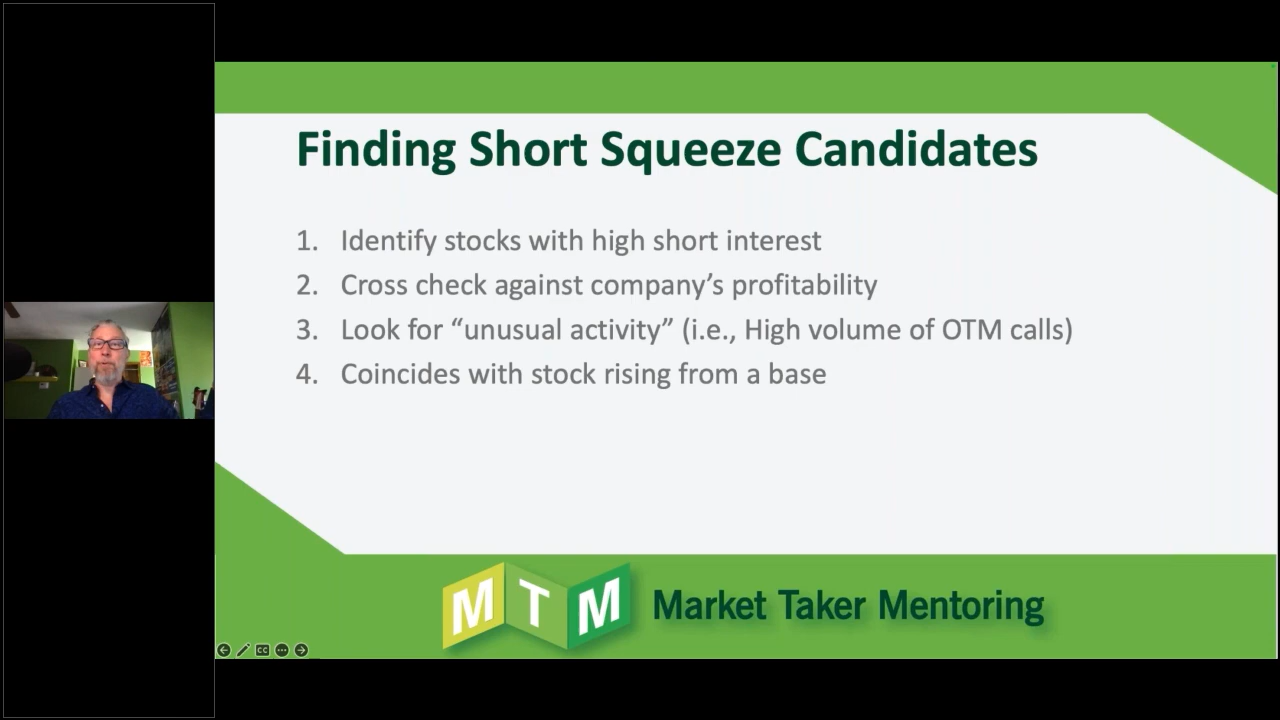 Finding Short Squeeze Candidates
1. Identify stocks with high short interest
2. Cross check against company’s profitability
3. Look for “unusual activity” (i.e., High volume of OTM calls)
4. Coincides with stock rising from a base
MTM Market Taker Mentoring
CC